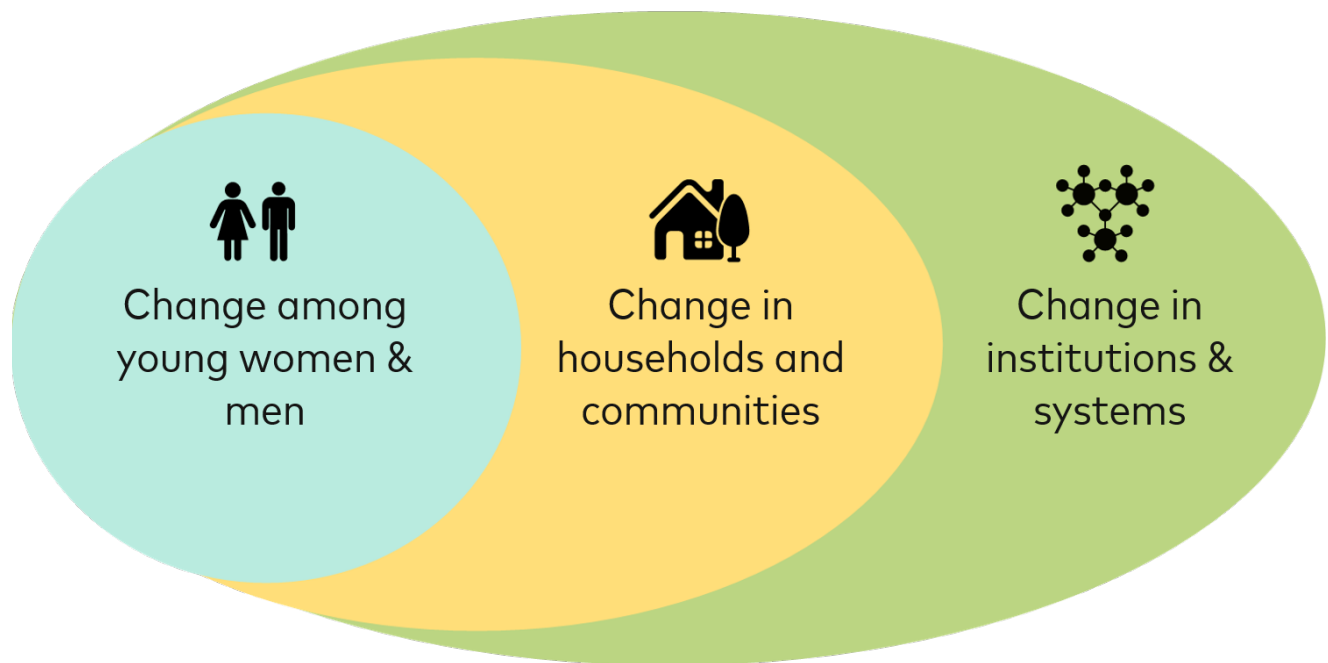 Change among
young women &
men
Change in
households and
communities
Change in
institutions &
systems